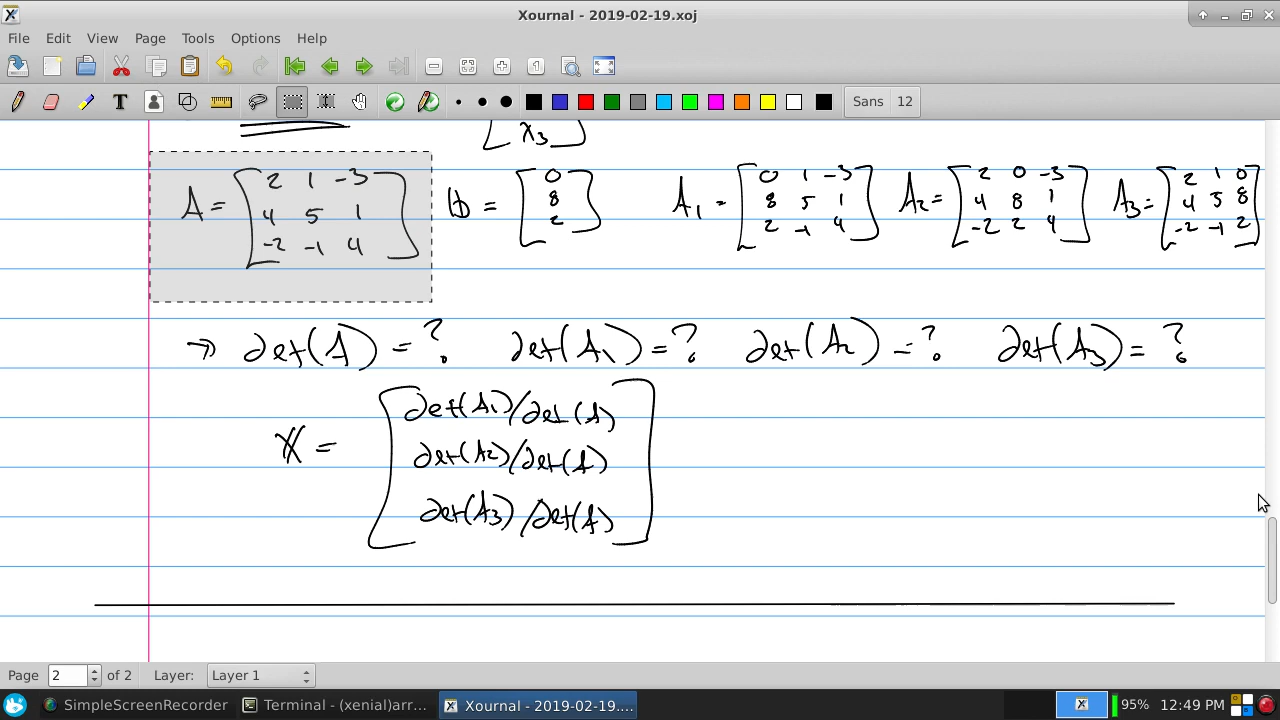 Xournal - 2019-02-19.xoj
File Edit View Page Tools Options Help
Sans 12
x3
A = [ 2 1 -3 b = [ 0 A1 = [ 0 1 -3 A2 = [ 2 0 -3 A3 = [ 2 1 0
4 5 1 8 8 5 1 4 8 1 4 5 8
-2 -1 4 ] 2 ] 2 -1 4 ] -2 2 4 ] -2 -1 2 ]
→ det(A) = ? det(A1) = ? det(A2) = ? det(A3) = ?
det(A1)/det(A)
X = [ det(A2)/det(A) ]
det(A3)/det(A)
Page 2 of 2 Layer: Layer 1
SimpleScreenRecorder Terminal - (xenial)arr... Xournal - 2019-02-19.... 95% 12:49 PM